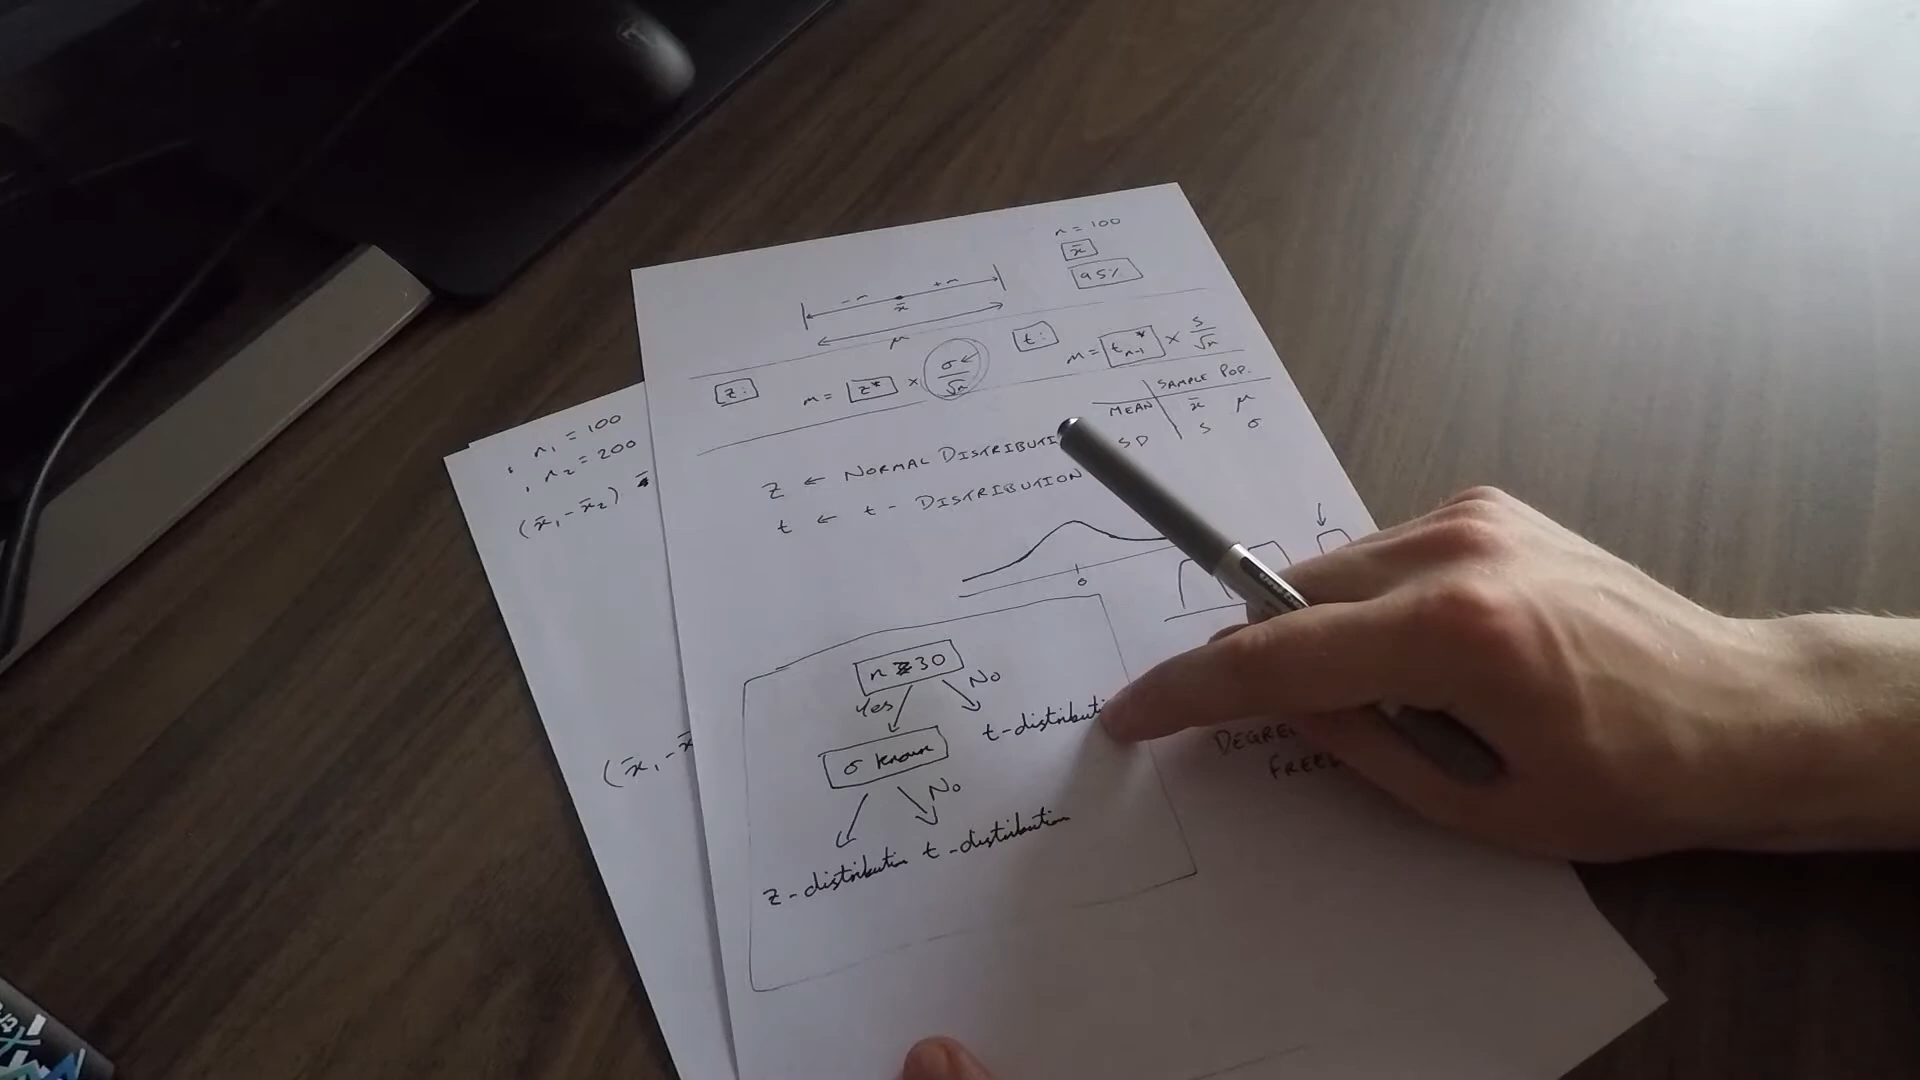 n = 100
x̄
95%
-m +m
x̄
μ
z:
m = z* × σ/√n
t:
m = t*ₙ₋₁ × s/√n
SAMPLE POP.
MEAN x̄ μ
SD s σ
Z ← NORMAL DISTRIBUTI
t ← t - DISTRIBUTION
0
n ≥ 30
Yes No
t-distributi
σ known
No
z-distribution t-distribution
DEGRE
FREE
, n₁ = 100
, n₂ = 200
(x̄₁ - x̄₂)
(x̄₁ - x̄